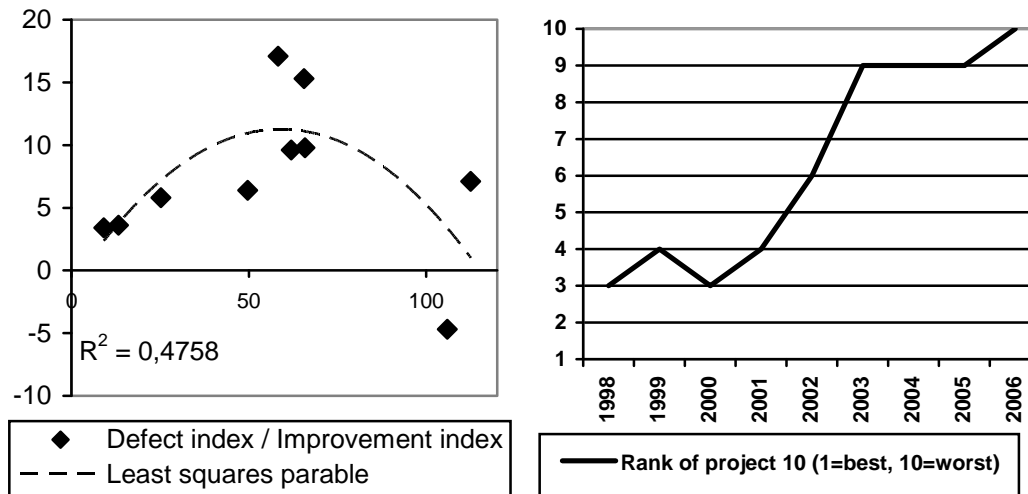 20
15
10
5
0
-5
-10
0 50 100
R² = 0,4758
Defect index / Improvement index
Least squares parable
10
9
8
7
6
5
4
3
2
1
1998 1999 2000 2001 2002 2003 2004 2005 2006
Rank of project 10 (1=best, 10=worst)